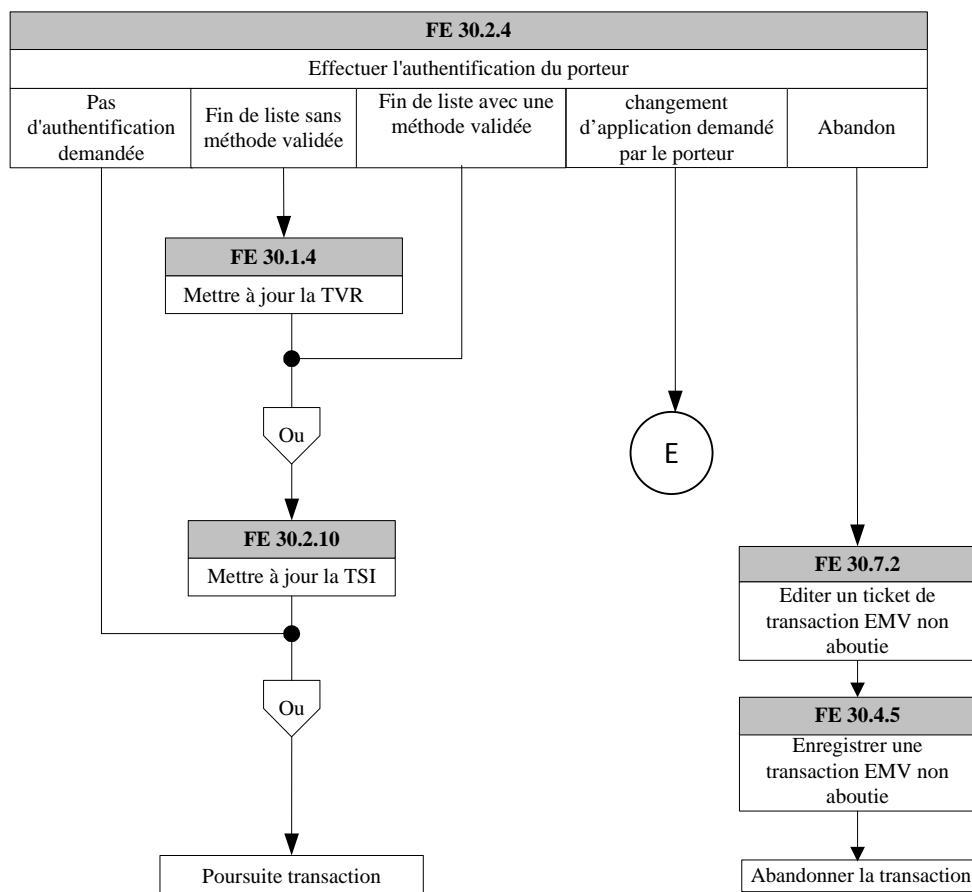 FE 30.2.4
Effectuer l'authentification du porteur
Pas
d'authentification
demandée
Fin de liste sans
méthode validée
Fin de liste avec une
méthode validée
changement
d’application demandé
par le porteur
Abandon
FE 30.1.4
Mettre à jour la TVR
Ou
E
FE 30.2.10
Mettre à jour la TSI
FE 30.7.2
Editer un ticket de
transaction EMV non
aboutie
Ou
FE 30.4.5
Enregistrer une
transaction EMV non
aboutie
Poursuite transaction
Abandonner la transaction